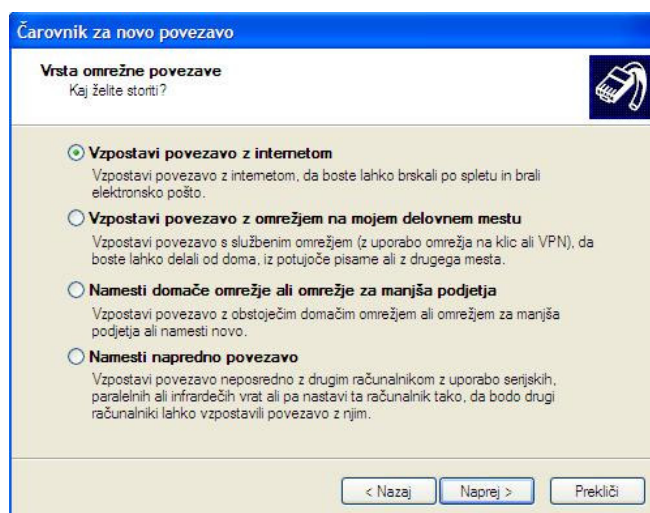 Čarovnik za novo povezavo
Vrsta omrežne povezave
Kaj želite storiti?
Vzpostavi povezavo z internetom
Vzpostavi povezavo z internetom, da boste lahko brskali po spletu in brali
elektronsko pošto.
Vzpostavi povezavo z omrežjem na mojem delovnem mestu
Vzpostavi povezavo s službenim omrežjem (z uporabo omrežja na klic ali VPN), da
boste lahko delali od doma, iz potujoče pisarne ali z drugega mesta.
Namesti domače omrežje ali omrežje za manjša podjetja
Vzpostavi povezavo z obstoječim domačim omrežjem ali omrežjem za manjša
podjetja ali namesti novo.
Namesti napredno povezavo
Vzpostavi povezavo neposredno z drugim računalnikom z uporabo serijskih,
paralelnih ali infrardečih vrat ali pa nastavi ta računalnik tako, da bodo drugi
računalniki lahko vzpostavili povezavo z njim.
< Nazaj Naprej > Prekliči